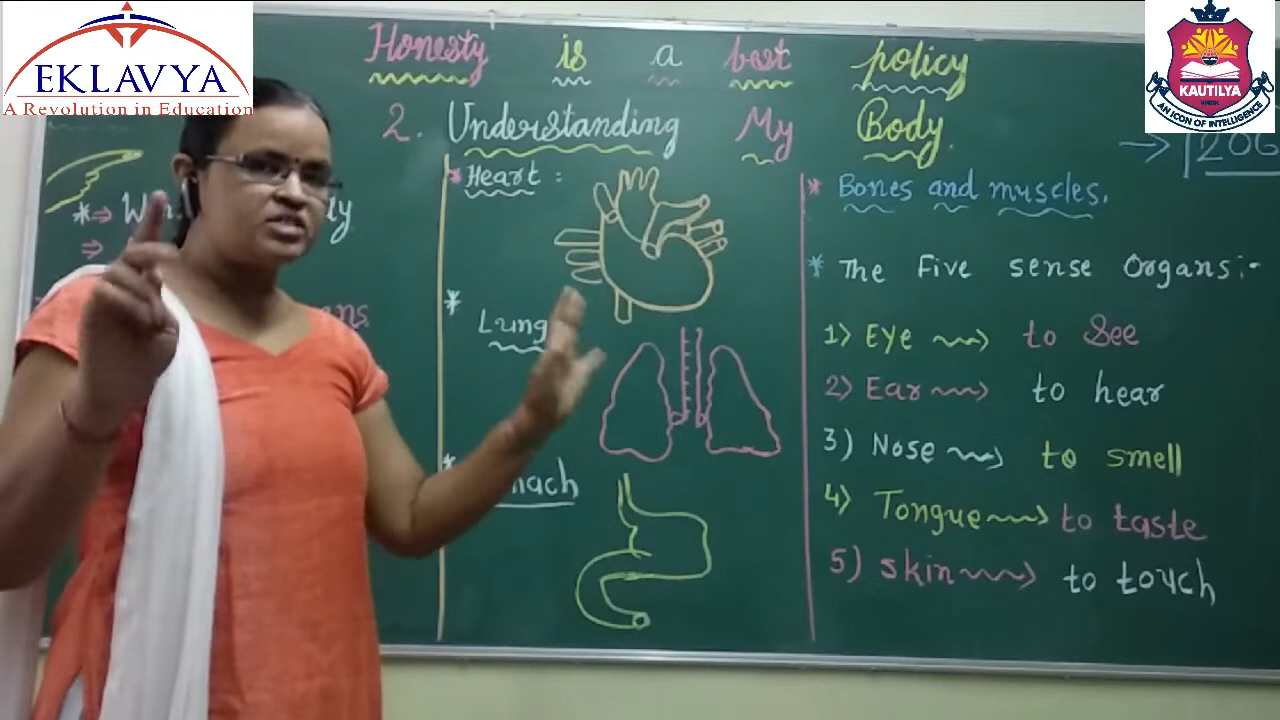 EKLAVYA
A Revolution in Education
KAUTILYA
AN ICON OF INTELLIGENCE
Honesty is a best policy
2. Understanding My Body.
* Heart :
* Lung
* mach
→ 206
* Bones and muscles.
* The Five sense Organs:-
1) Eye → to See
2) Ear → to hear
3) Nose → to smell
4) Tongue → to taste
5) skin → to touch